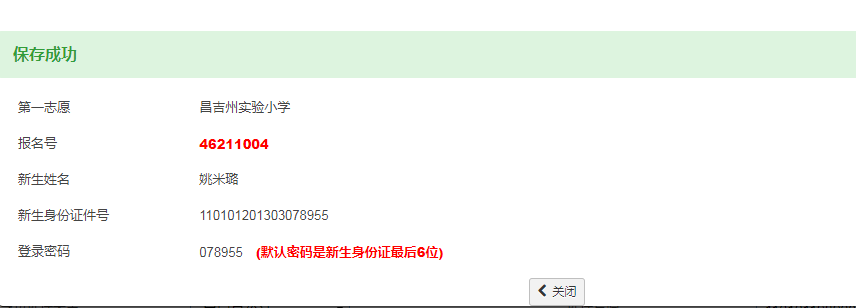 保存成功
第一志愿 昌吉州实验小学
报名号 46211004
新生姓名 姚米璐
新生身份证件号 110101201303078955
登录密码 078955 (默认密码是新生身份证最后6位)
关闭